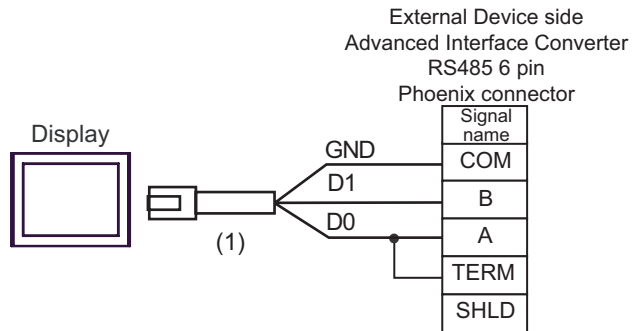 External Device side
Advanced Interface Converter
RS485 6 pin
Phoenix connector
Display
Signal
name
GND
COM
D1
B
D0
A
(1)
TERM
SHLD